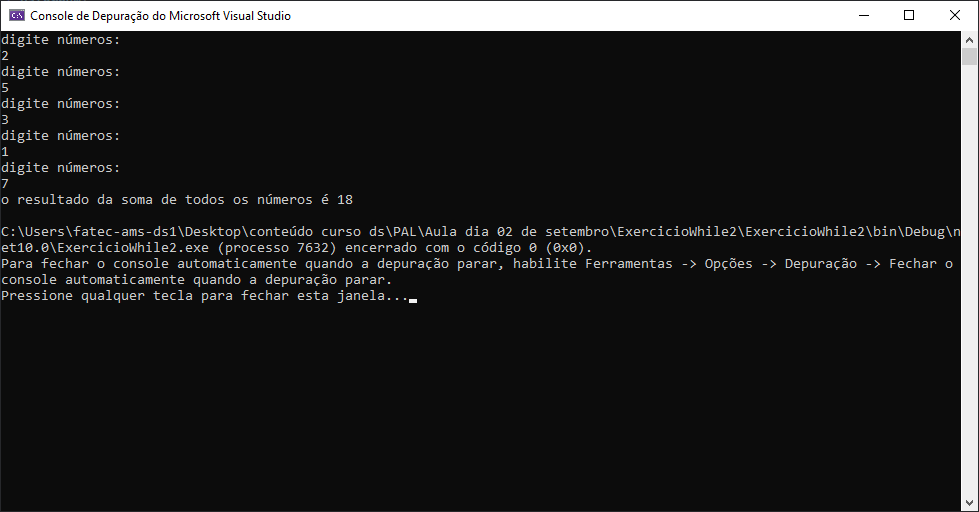 Console de Depuração do Microsoft Visual Studio
digite números:
2
digite números:
5
digite números:
3
digite números:
1
digite números:
7
o resultado da soma de todos os números é 18
C:\Users\fatec-ams-ds1\Desktop\conteúdo curso ds\PAL\Aula dia 02 de setembro\ExercicioWhile2\ExercicioWhile2\bin\Debug\n
et10.0\ExercicioWhile2.exe (processo 7632) encerrado com o código 0 (0x0).
Para fechar o console automaticamente quando a depuração parar, habilite Ferramentas -> Opções -> Depuração -> Fechar o
console automaticamente quando a depuração parar.
Pressione qualquer tecla para fechar esta janela...